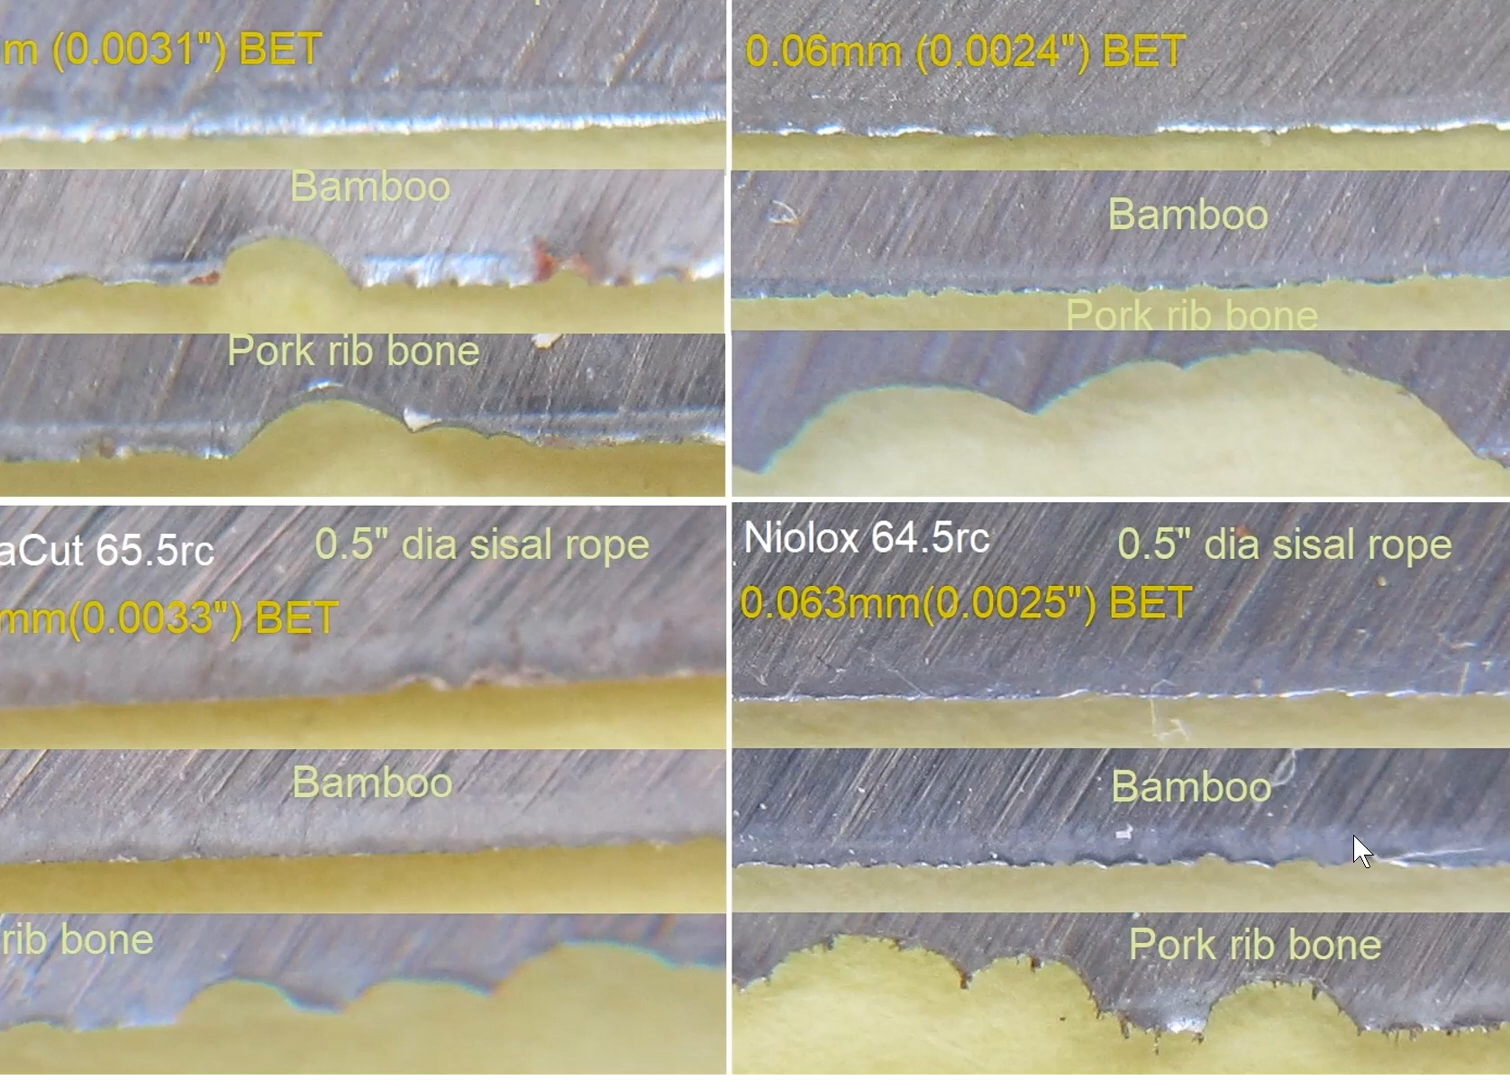 m (0.0031") BET
Bamboo
Pork rib bone
0.06mm (0.0024") BET
Bamboo
Pork rib bone
aCut 65.5rc
0.5" dia sisal rope
mm(0.0033") BET
Bamboo
rib bone
Niolox 64.5rc
0.5" dia sisal rope
0.063mm(0.0025") BET
Bamboo
Pork rib bone